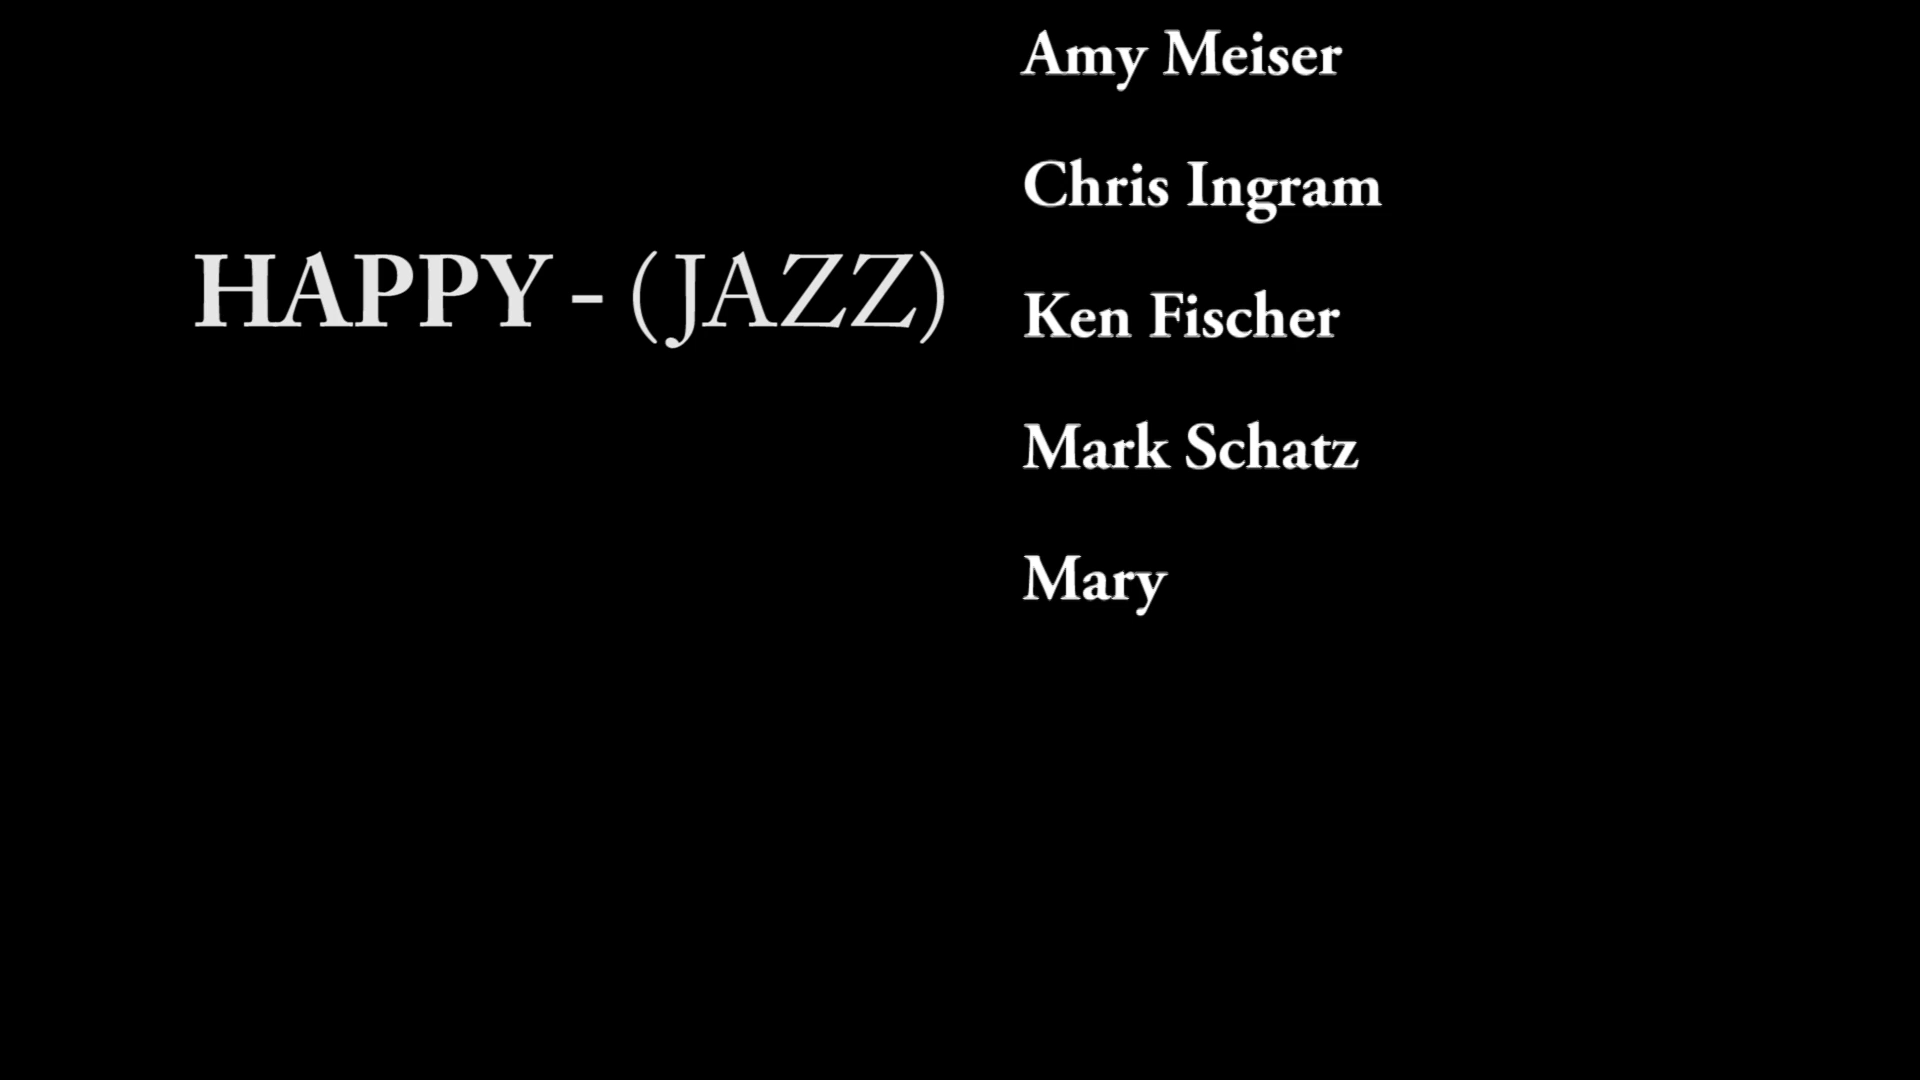 HAPPY - (JAZZ)
Amy Meiser
Chris Ingram
Ken Fischer
Mark Schatz
Mary